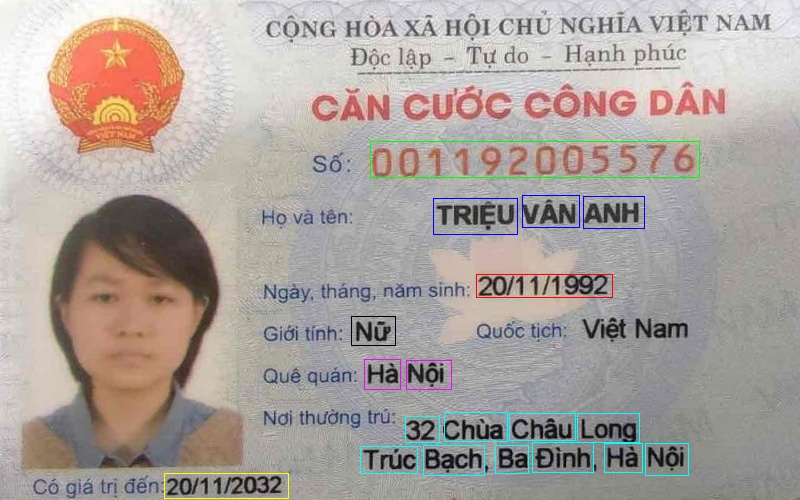 CỘNG HÒA XÃ HỘI CHỦ NGHĨA VIỆT NAM
Độc lập - Tự do - Hạnh phúc
CĂN CƯỚC CÔNG DÂN
Số: 001192005576
Họ và tên: TRIỆU VÂN ANH
Ngày, tháng, năm sinh: 20/11/1992
Giới tính: Nữ Quốc tịch: Việt Nam
Quê quán: Hà Nội
Nơi thường trú: 32 Chùa Châu Long
Trúc Bạch, Ba Đình, Hà Nội
Có giá trị đến: 20/11/2032